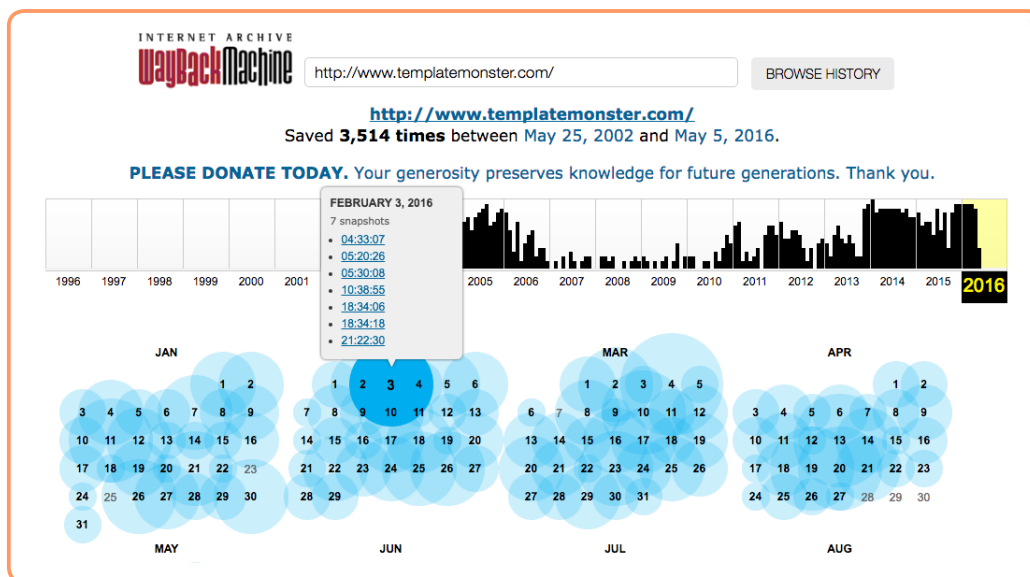 INTERNET ARCHIVE
WayBackMachine
http://www.templatemonster.com/
BROWSE HISTORY
http://www.templatemonster.com/
Saved 3,514 times between May 25, 2002 and May 5, 2016.
PLEASE DONATE TODAY. Your generosity preserves knowledge for future generations. Thank you.
FEBRUARY 3, 2016
7 snapshots
04:33:07
05:20:26
05:30:08
10:38:55
18:34:06
18:34:18
21:22:30
1996 1997 1998 1999 2000 2001 2005 2006 2007 2008 2009 2010 2011 2012 2013 2014 2015 2016
JAN
1 2
3 4 5 6 7 8 9
10 11 12 13 14 15 16
17 18 19 20 21 22 23
24 25 26 27 28 29 30
31
1 2 3 4 5 6
7 8 9 10 11 12 13
14 15 16 17 18 19 20
21 22 23 24 25 26 27
28 29
MAR
1 2 3 4 5
6 7 8 9 10 11 12
13 14 15 16 17 18 19
20 21 22 23 24 25 26
27 28 29 30 31
APR
1 2
3 4 5 6 7 8 9
10 11 12 13 14 15 16
17 18 19 20 21 22 23
24 25 26 27 28 29 30
MAY JUN JUL AUG